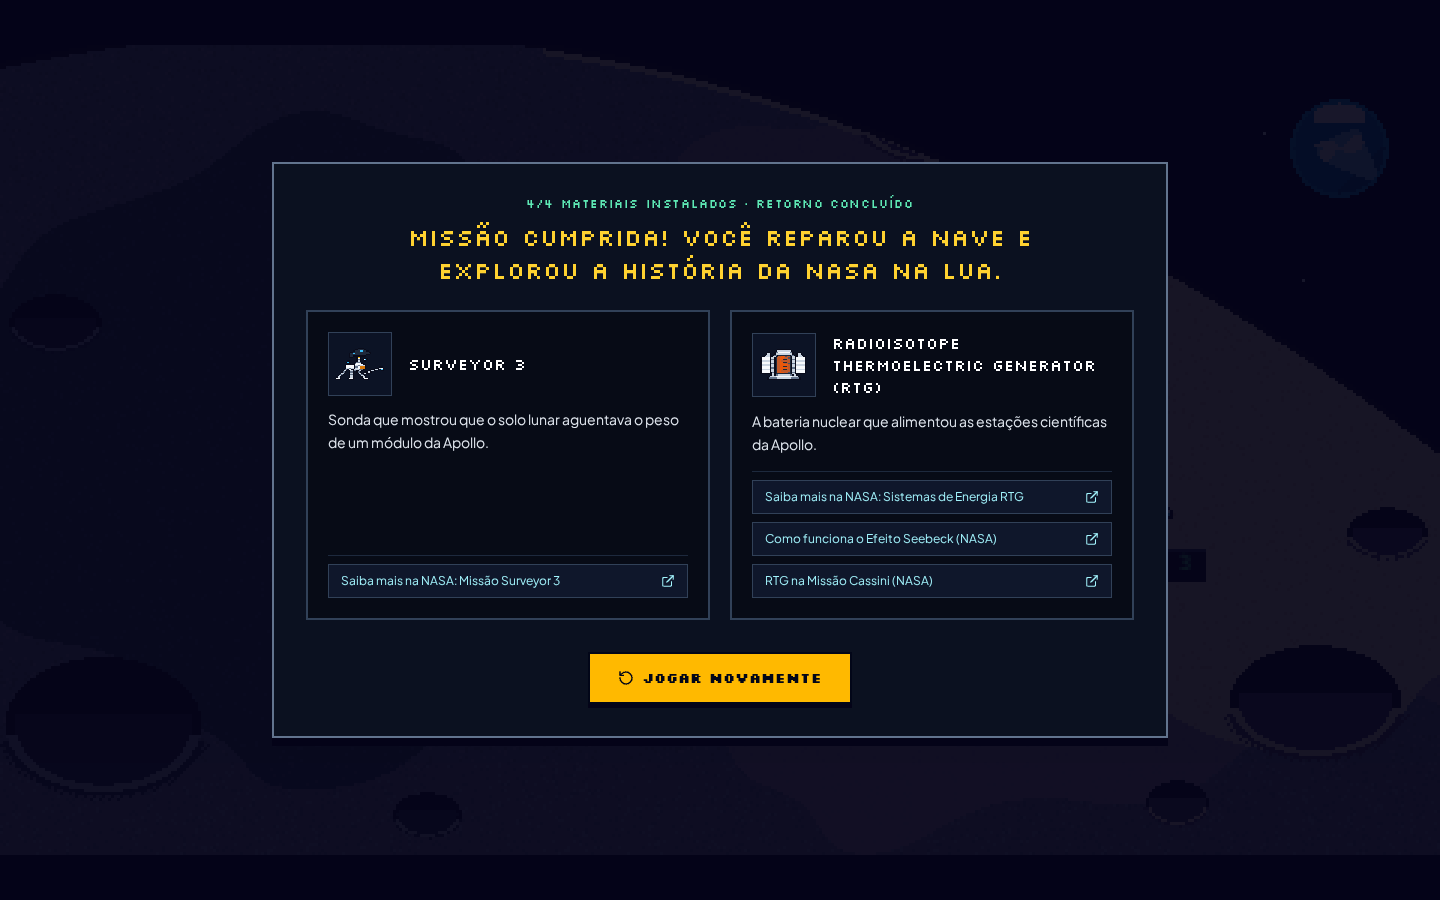 4/4 MATERIAIS INSTALADOS · RETORNO CONCLUÍDO
MISSÃO CUMPRIDA! VOCÊ REPAROU A NAVE E
EXPLOROU A HISTÓRIA DA NASA NA LUA.
SURVEYOR 3
Sonda que mostrou que o solo lunar aguentava o peso
de um módulo da Apollo.
Saiba mais na NASA: Missão Surveyor 3
RADIOISOTOPE
THERMOELECTRIC GENERATOR
(RTG)
A bateria nuclear que alimentou as estações científicas
da Apollo.
Saiba mais na NASA: Sistemas de Energia RTG
Como funciona o Efeito Seebeck (NASA)
RTG na Missão Cassini (NASA)
3
JOGAR NOVAMENTE